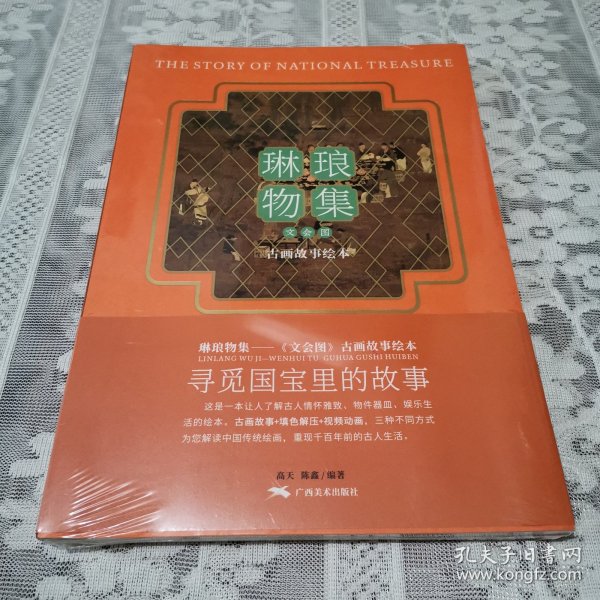 THE STORY OF NATIONAL TREASURE
琳琅
物集
文会图
古画故事绘本
琳琅物集——《文会图》古画故事绘本
LINLANG WU JI—WENHUI TU GUHUA GUSHI HUIBEN
寻觅国宝里的故事
这是一本让人了解古人情怀雅致、物件器皿、娱乐生
活的绘本。古画故事+填色解压+视频动画，三种不同方式
为您解读中国传统绘画，重现千百年前的古人生活。
高天 陈鑫/编著
广西美术出版社
孔夫子旧书网
www.kongfz.com